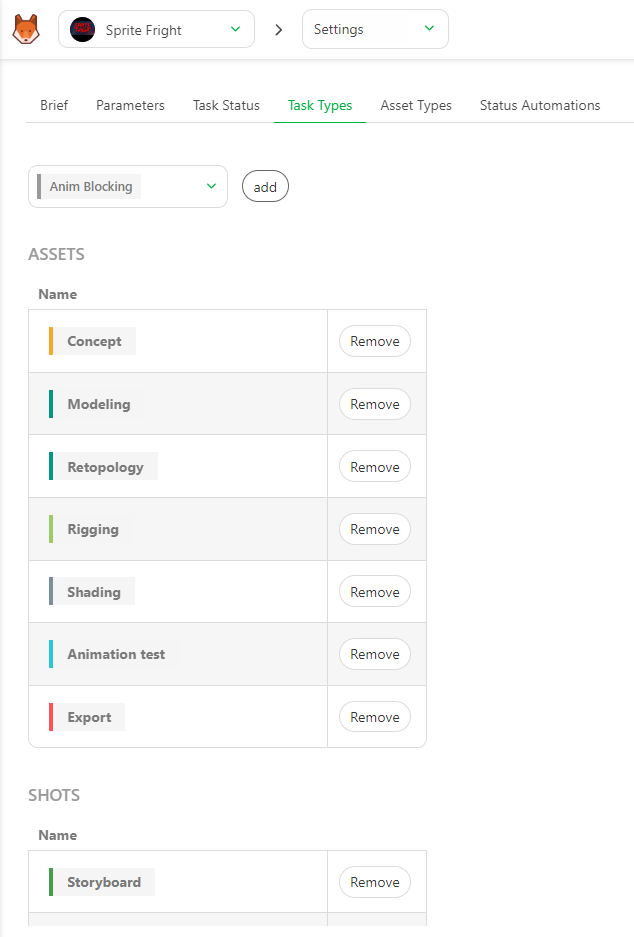 Sprite Fright
Settings
Brief Parameters Task Status Task Types Asset Types Status Automations
Anim Blocking add
ASSETS
Name
Concept Remove
Modeling Remove
Retopology Remove
Rigging Remove
Shading Remove
Animation test Remove
Export Remove
SHOTS
Name
Storyboard Remove